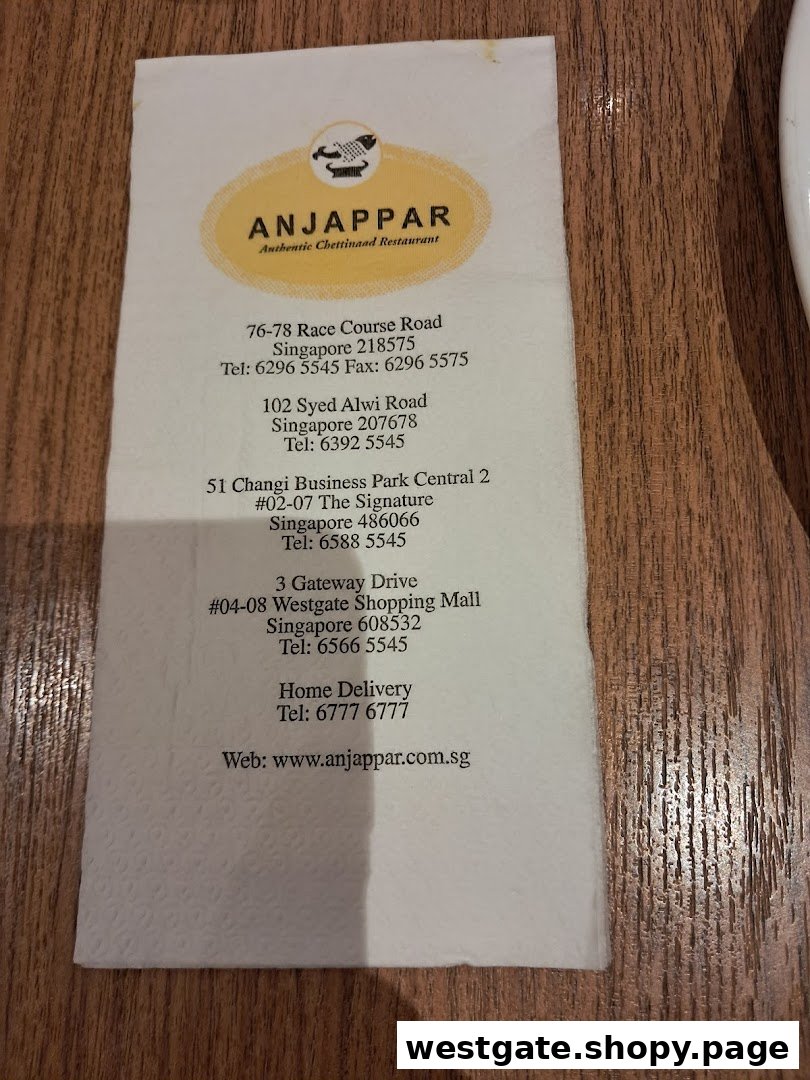 ANJAPPAR
Authentic Chettinaad Restaurant
76-78 Race Course Road
Singapore 218575
Tel: 6296 5545 Fax: 6296 5575
102 Syed Alwi Road
Singapore 207678
Tel: 6392 5545
51 Changi Business Park Central 2
#02-07 The Signature
Singapore 486066
Tel: 6588 5545
3 Gateway Drive
#04-08 Westgate Shopping Mall
Singapore 608532
Tel: 6566 5545
Home Delivery
Tel: 6777 6777
Web: www.anjappar.com.sg
westgate.shopy.page